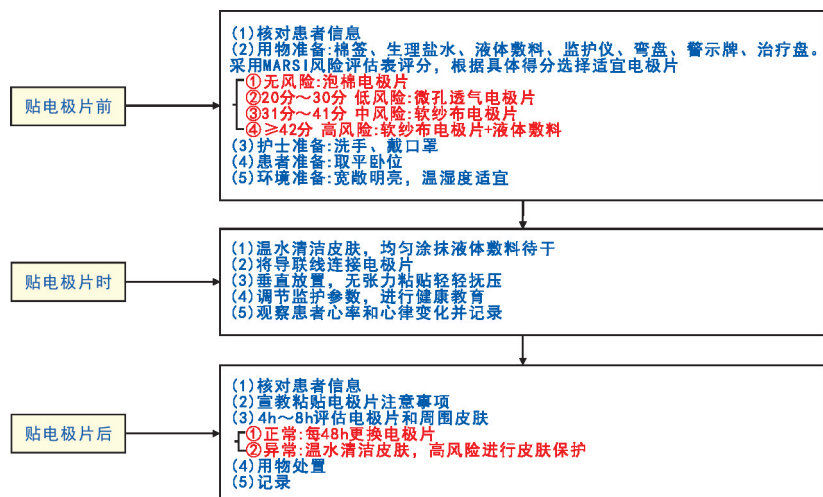 贴电极片前
(1)核对患者信息
(2)用物准备:棉签、生理盐水、液体敷料、监护仪、弯盘、警示牌、治疗盘。
采用MARSI风险评估表评分，根据具体得分选择适宜电极片
①无风险:泡棉电极片
②20分～30分 低风险:微孔透气电极片
③31分～41分 中风险:软纱布电极片
④≥42分 高风险:软纱布电极片+液体敷料
(3)护士准备:洗手、戴口罩
(4)患者准备:取平卧位
(5)环境准备:宽敞明亮，温湿度适宜
贴电极片时
(1)温水清洁皮肤，均匀涂抹液体敷料待干
(2)将导联线连接电极片
(3)垂直放置，无张力粘贴轻轻抚压
(4)调节监护参数，进行健康教育
(5)观察患者心率和心律变化并记录
贴电极片后
(1)核对患者信息
(2)宣教粘贴电极片注意事项
(3)4h～8h评估电极片和周围皮肤
①正常:每48h更换电极片
②异常:温水清洁皮肤，高风险进行皮肤保护
(4)用物处置
(5)记录